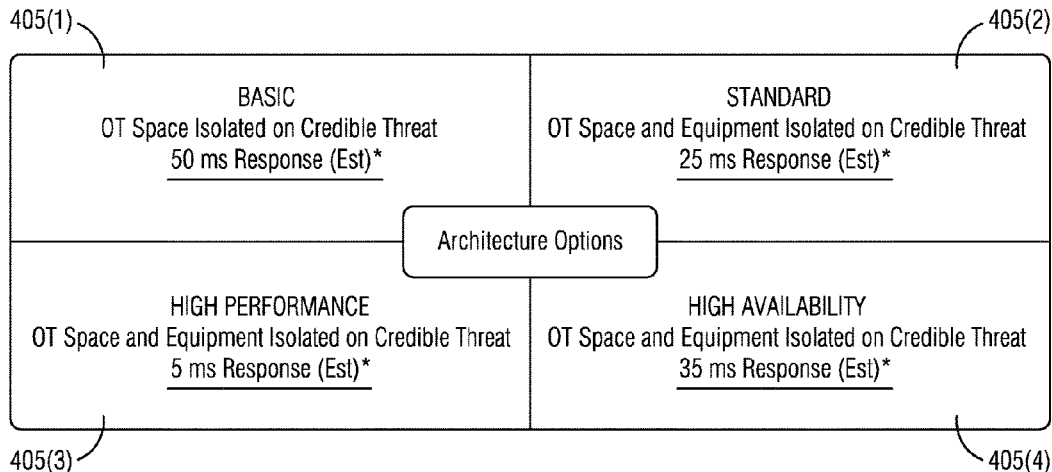 405(1)
405(2)
BASIC
OT Space Isolated on Credible Threat
50 ms Response (Est)*
STANDARD
OT Space and Equipment Isolated on Credible Threat
25 ms Response (Est)*
Architecture Options
HIGH PERFORMANCE
OT Space and Equipment Isolated on Credible Threat
5 ms Response (Est)*
HIGH AVAILABILITY
OT Space and Equipment Isolated on Credible Threat
35 ms Response (Est)*
405(3)
405(4)